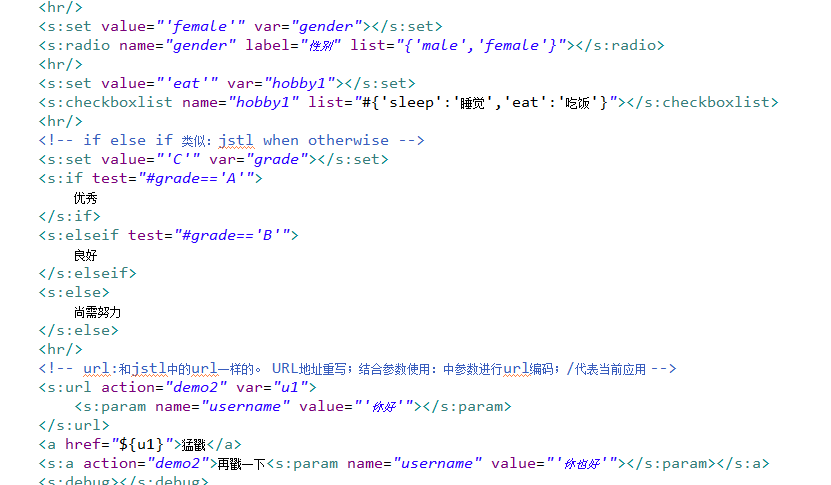 <hr/>
<s:set value="'female'" var="gender"></s:set>
<s:radio name="gender" label="性别" list="{'male','female'}"></s:radio>
<hr/>
<s:set value="'eat'" var="hobby1"></s:set>
<s:checkboxlist name="hobby1" list="#{'sleep':'睡觉','eat':'吃饭'}"></s:checkboxlist>
<hr/>
<!-- if else if 类似：jstl when otherwise -->
<s:set value="'C'" var="grade"></s:set>
<s:if test="#grade=='A'">
优秀
</s:if>
<s:elseif test="#grade=='B'">
良好
</s:elseif>
<s:else>
尚需努力
</s:else>
<hr/>
<!-- url:和jstl中的url一样的。 URL地址重写；结合参数使用：中参数进行url编码；/代表当前应用 -->
<s:url action="demo2" var="u1">
<s:param name="username" value="'你好'"></s:param>
</s:url>
<a href="${u1}">猛戳</a>
<s:a action="demo2">再戳一下<s:param name="username" value="'你也好'"></s:param></s:a>
<s:debug></s:debug>